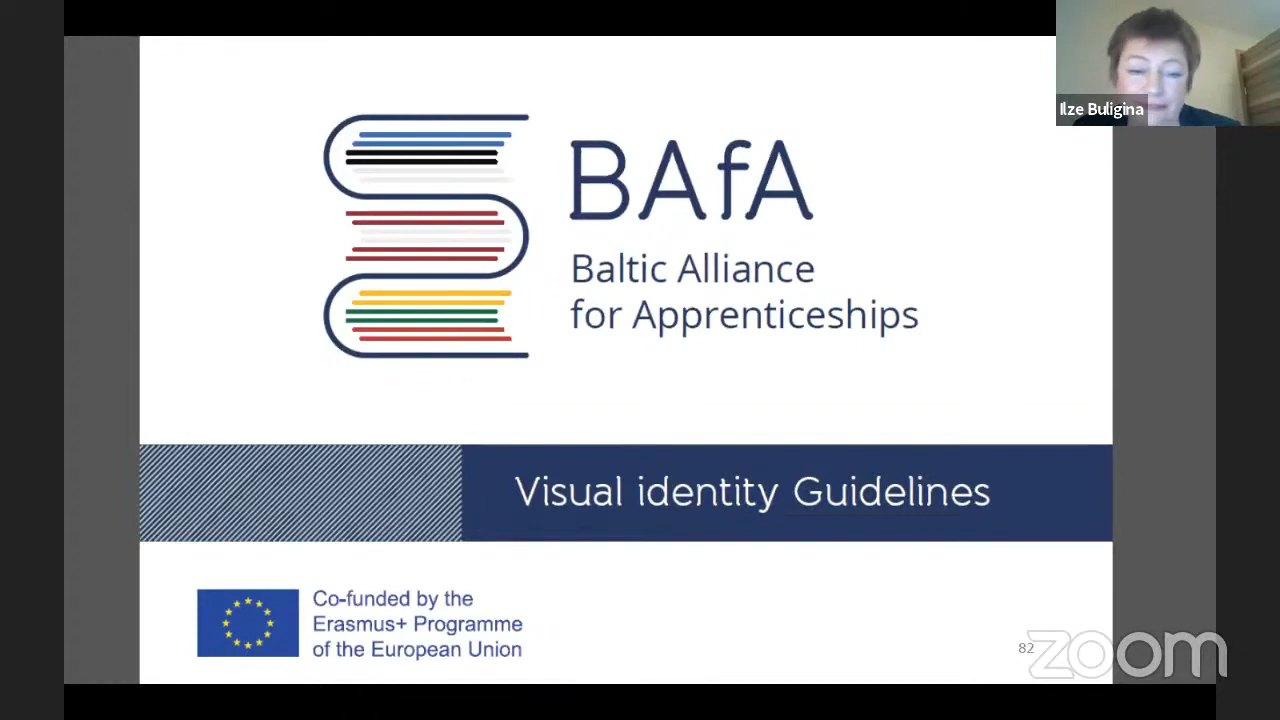 Ilze Buligina
BAfA
Baltic Alliance
for Apprenticeships
Visual identity Guidelines
Co-funded by the
Erasmus+ Programme
of the European Union
82
zoom